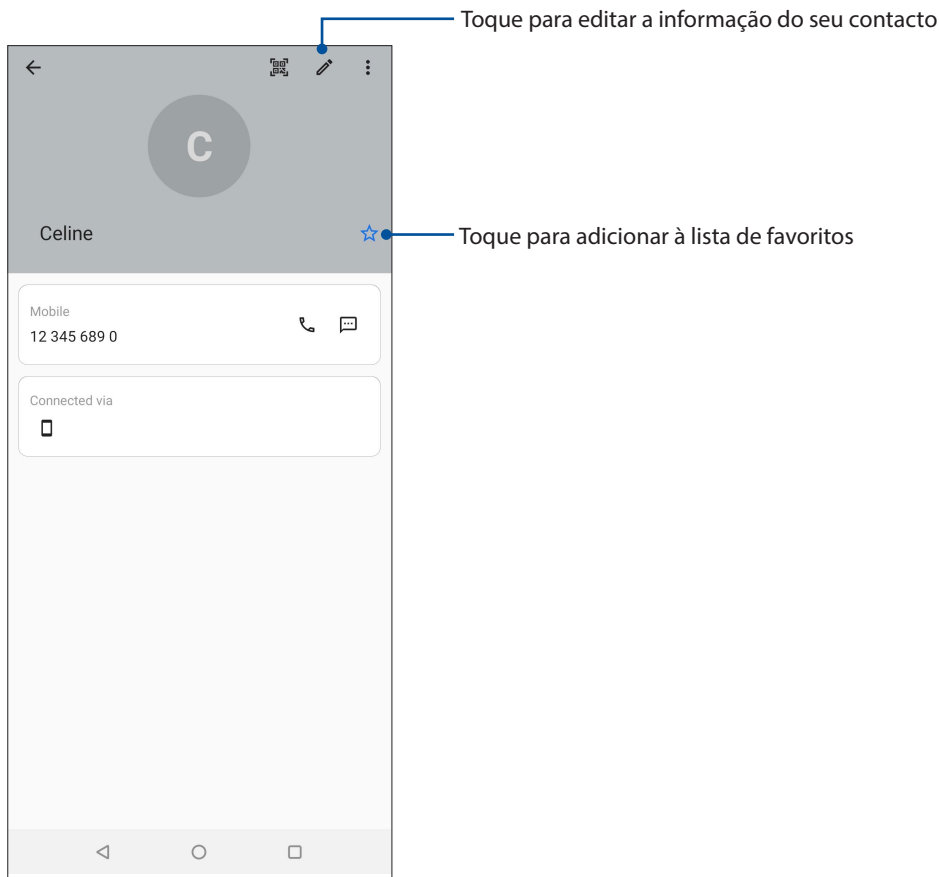 Toque para editar a informação do seu contacto
C
Celine
Toque para adicionar à lista de favoritos
Mobile
12 345 689 0
Connected via